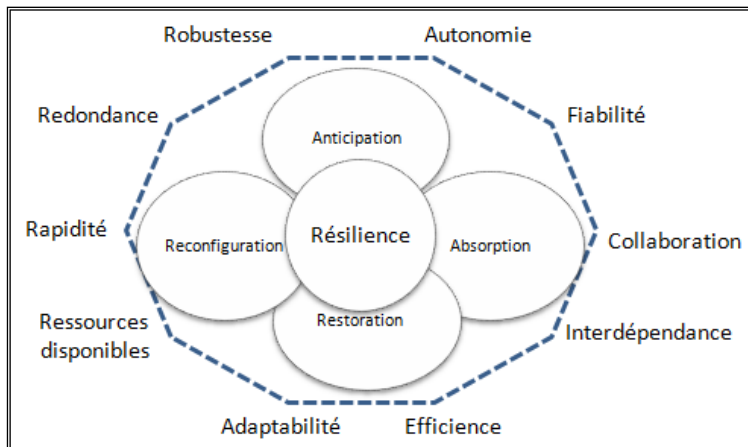 Robustesse
Autonomie
Redondance
Fiabilité
Anticipation
Rapidité
Reconfiguration
Résilience
Absorption
Collaboration
Ressources
disponibles
Restoration
Interdépendance
Adaptabilité
Efficience